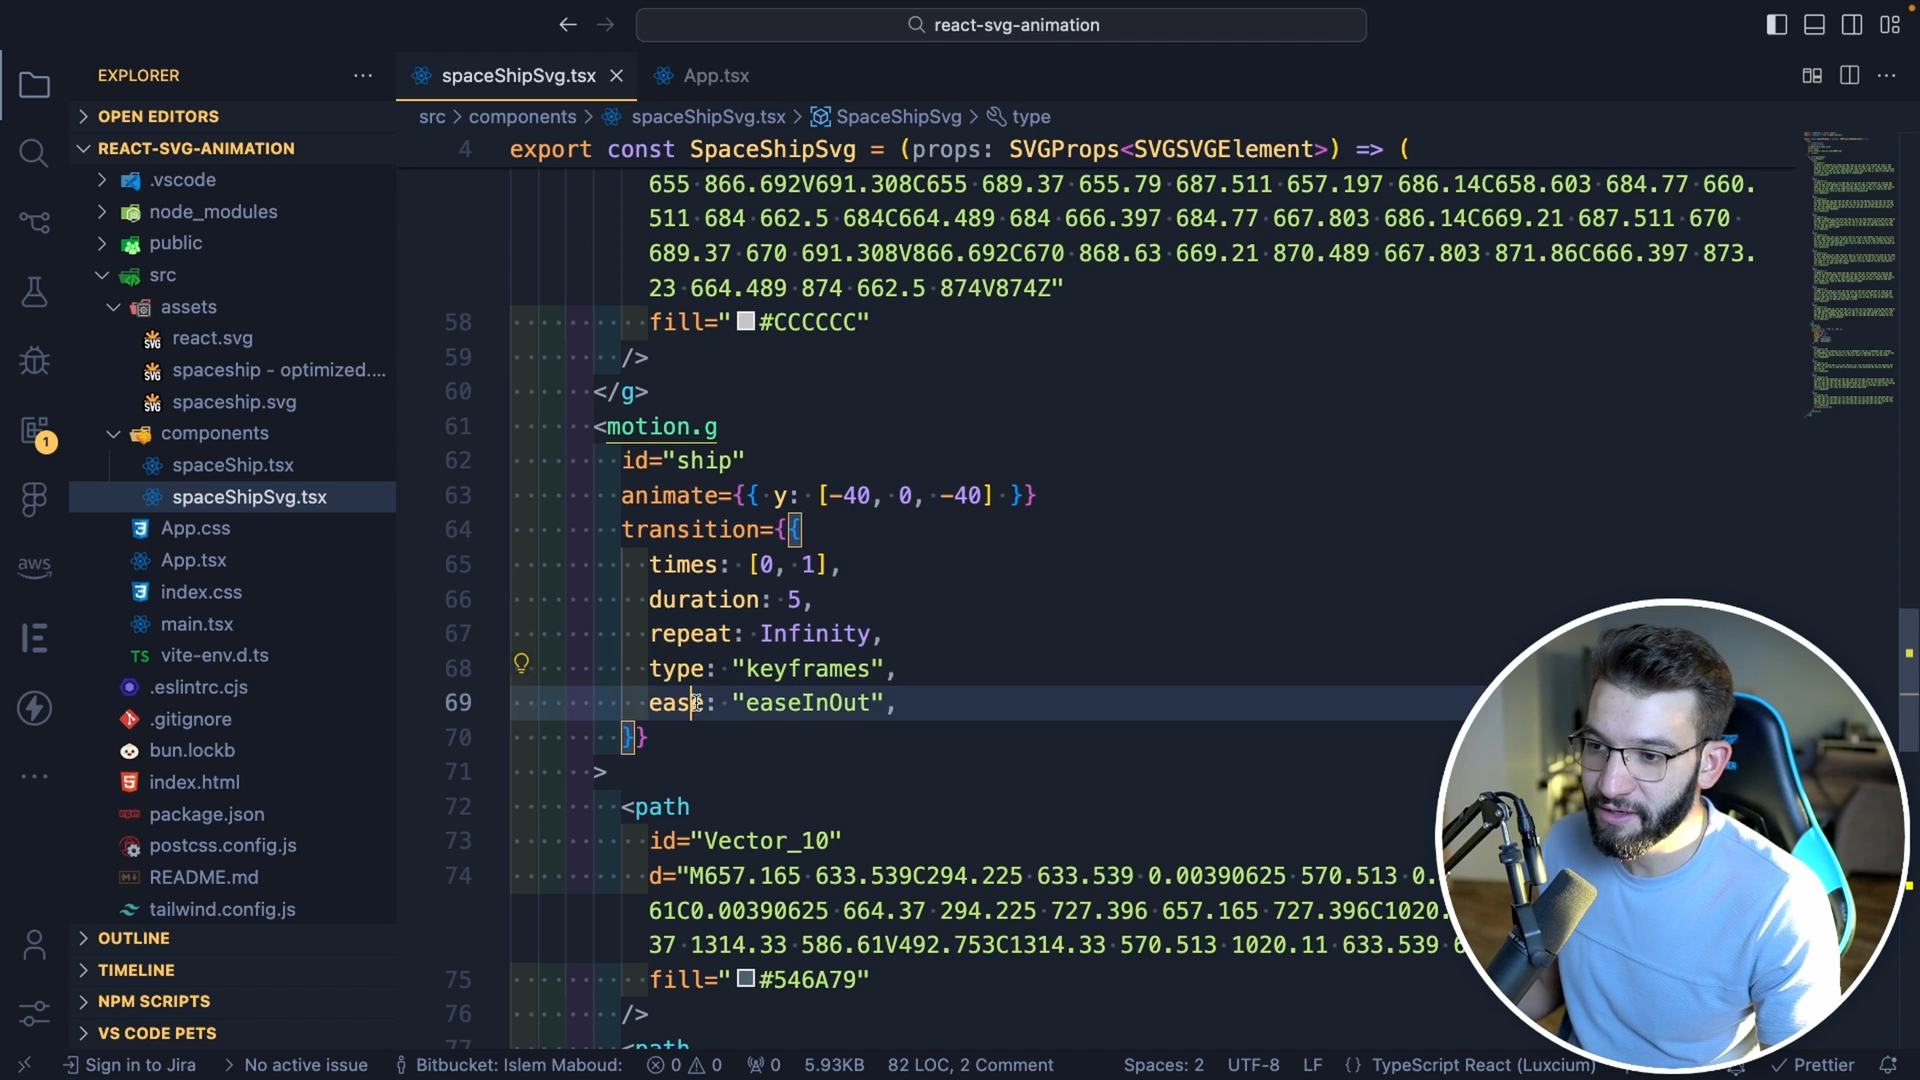 react-svg-animation
EXPLORER
spaceShipSvg.tsx
App.tsx
OPEN EDITORS
src > components > spaceShipSvg.tsx > SpaceShipSvg > type
REACT-SVG-ANIMATION
.vscode
node_modules
public
src
assets
react.svg
spaceship - optimized....
spaceship.svg
components
spaceShip.tsx
spaceShipSvg.tsx
App.css
App.tsx
index.css
main.tsx
vite-env.d.ts
.eslintrc.cjs
.gitignore
bun.lockb
index.html
package.json
postcss.config.js
README.md
tailwind.config.js
OUTLINE
TIMELINE
NPM SCRIPTS
VS CODE PETS
1
aws
4 export const SpaceShipSvg = (props: SVGProps<SVGSVGElement>) => (
655 866.692V691.308C655 689.37 655.79 687.511 657.197 686.14C658.603 684.77 660.
511 684 662.5 684C664.489 684 666.397 684.77 667.803 686.14C669.21 687.511 670
689.37 670 691.308V866.692C670 868.63 669.21 870.489 667.803 871.86C666.397 873.
23 664.489 874 662.5 874V874Z"
58 fill="#CCCCCC"
59 />
60 </g>
61 <motion.g
62 id="ship"
63 animate={{ y: [-40, 0, -40] }}
64 transition={{
65 times: [0, 1],
66 duration: 5,
67 repeat: Infinity,
68 type: "keyframes",
69 ease: "easeInOut",
70 }}
71 >
72 <path
73 id="Vector_10"
74 d="M657.165 633.539C294.225 633.539 0.00390625 570.513 0.
61C0.00390625 664.37 294.225 727.396 657.165 727.396C1020.
37 1314.33 586.61V492.753C1314.33 570.513 1020.11 633.539 6
75 fill="#546A79"
76 />
77 <path
Sign in to Jira
No active issue
Bitbucket: Islem Maboud:
0
0
0
5.93KB
82 LOC, 2 Comment
Spaces: 2
UTF-8
LF
{} TypeScript React (Luxcium)
Prettier